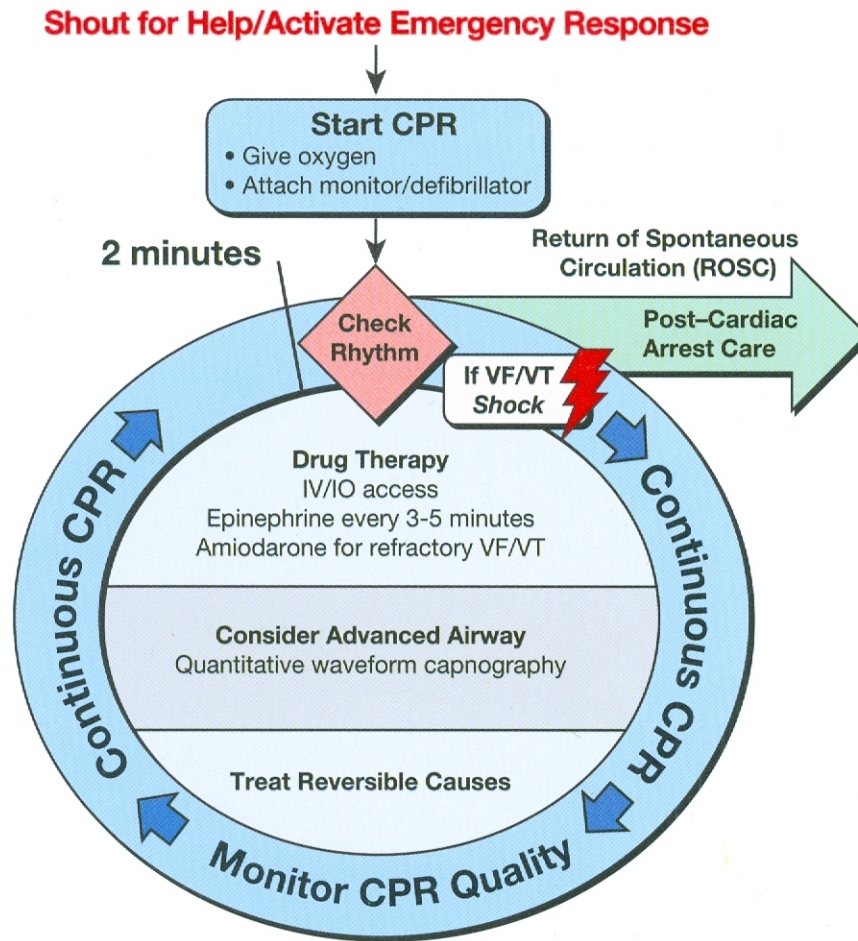 Shout for Help/Activate Emergency Response
Start CPR
• Give oxygen
• Attach monitor/defibrillator
2 minutes
Return of Spontaneous
Circulation (ROSC)
Check
Rhythm
Post–Cardiac
Arrest Care
If VF/VT
Shock
Drug Therapy
IV/IO access
Epinephrine every 3-5 minutes
Amiodarone for refractory VF/VT
Consider Advanced Airway
Quantitative waveform capnography
Treat Reversible Causes
Continuous CPR
Monitor CPR Quality
Continuous CPR